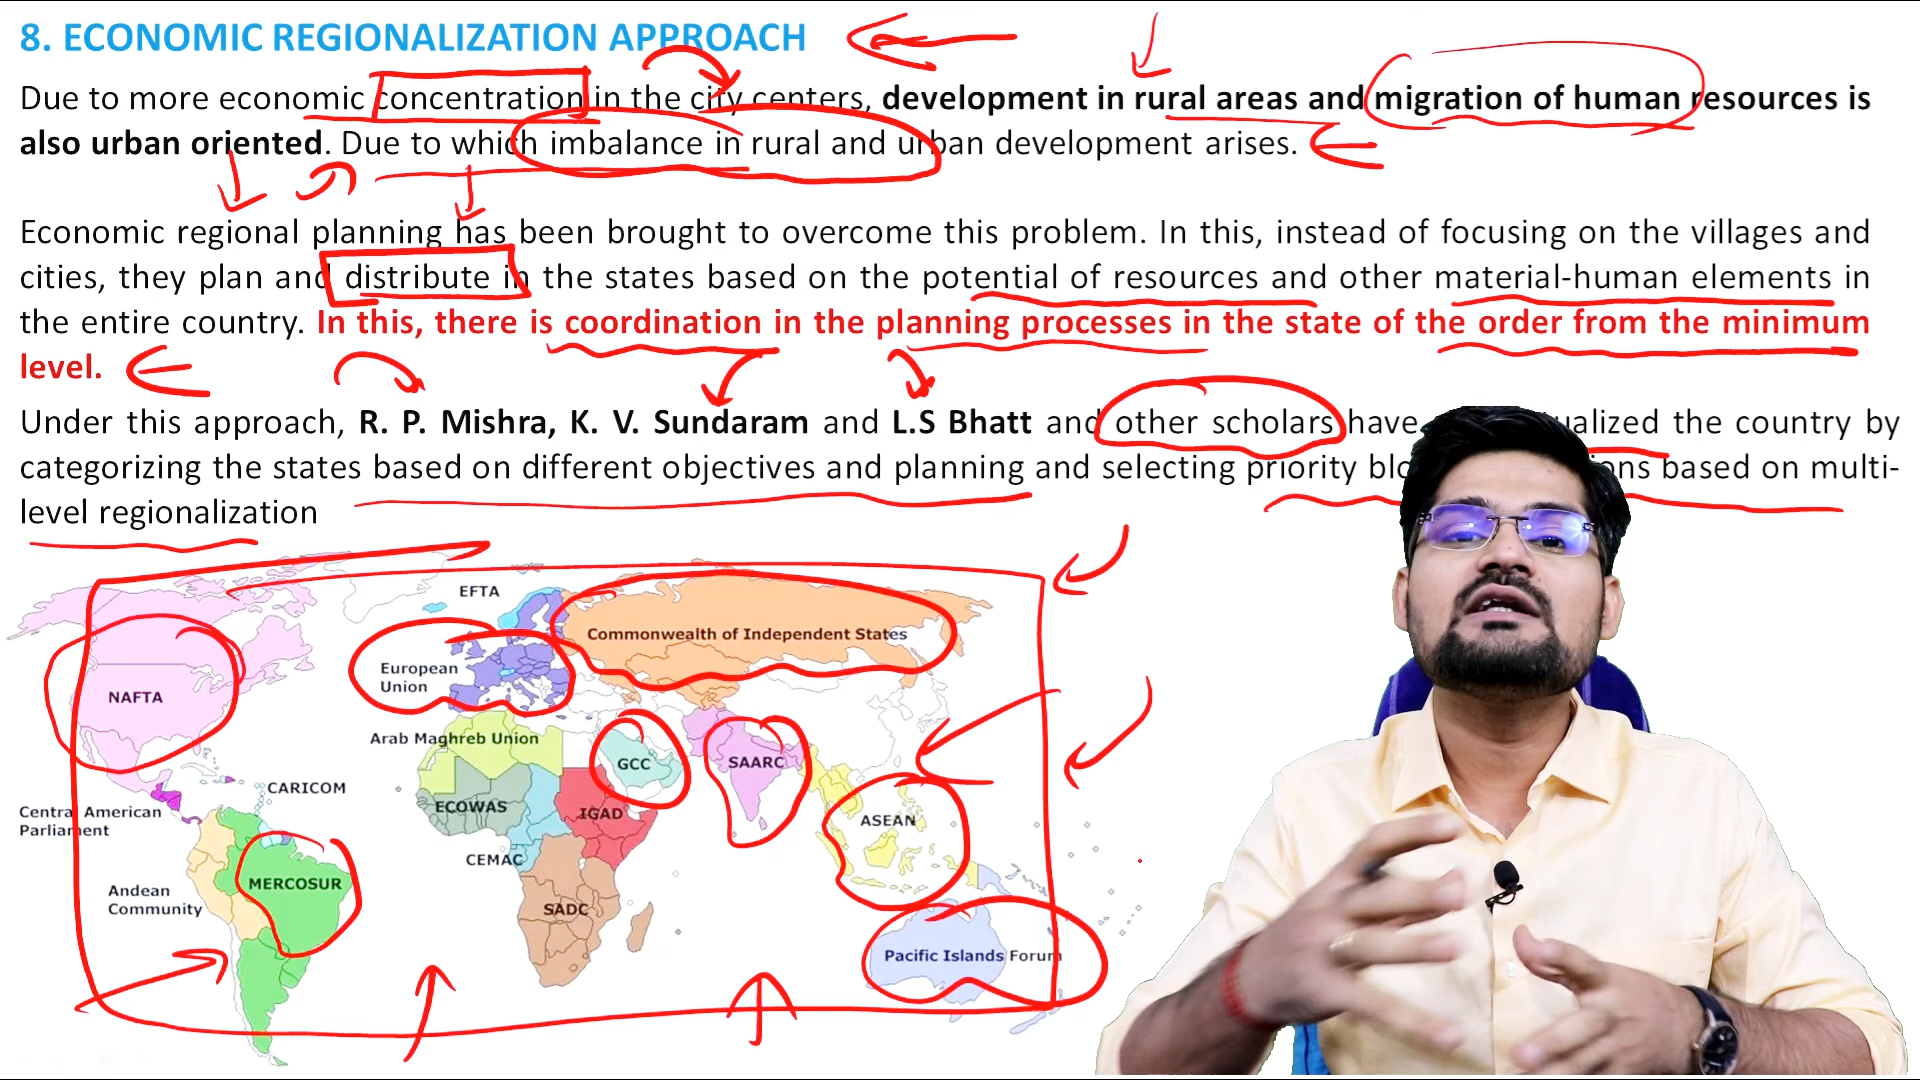 8. ECONOMIC REGIONALIZATION APPROACH
Due to more economic concentration in the city centers, development in rural areas and migration of human resources is
also urban oriented. Due to which imbalance in rural and urban development arises.
Economic regional planning has been brought to overcome this problem. In this, instead of focusing on the villages and
cities, they plan and distribute in the states based on the potential of resources and other material-human elements in
the entire country. In this, there is coordination in the planning processes in the state of the order from the minimum
level.
Under this approach, R. P. Mishra, K. V. Sundaram and L.S Bhatt and other scholars have the country by
categorizing the states based on different objectives and planning and selecting priority based on multi-
level regionalization
EFTA
Commonwealth of Independent States
European
Union
NAFTA
Arab Maghreb Union
GCC
SAARC
CARICOM
ECOWAS
IGAD
Central American
Parliament
ASEAN
CEMAC
MERCOSUR
Andean
Community
SADC
Pacific Islands Forum